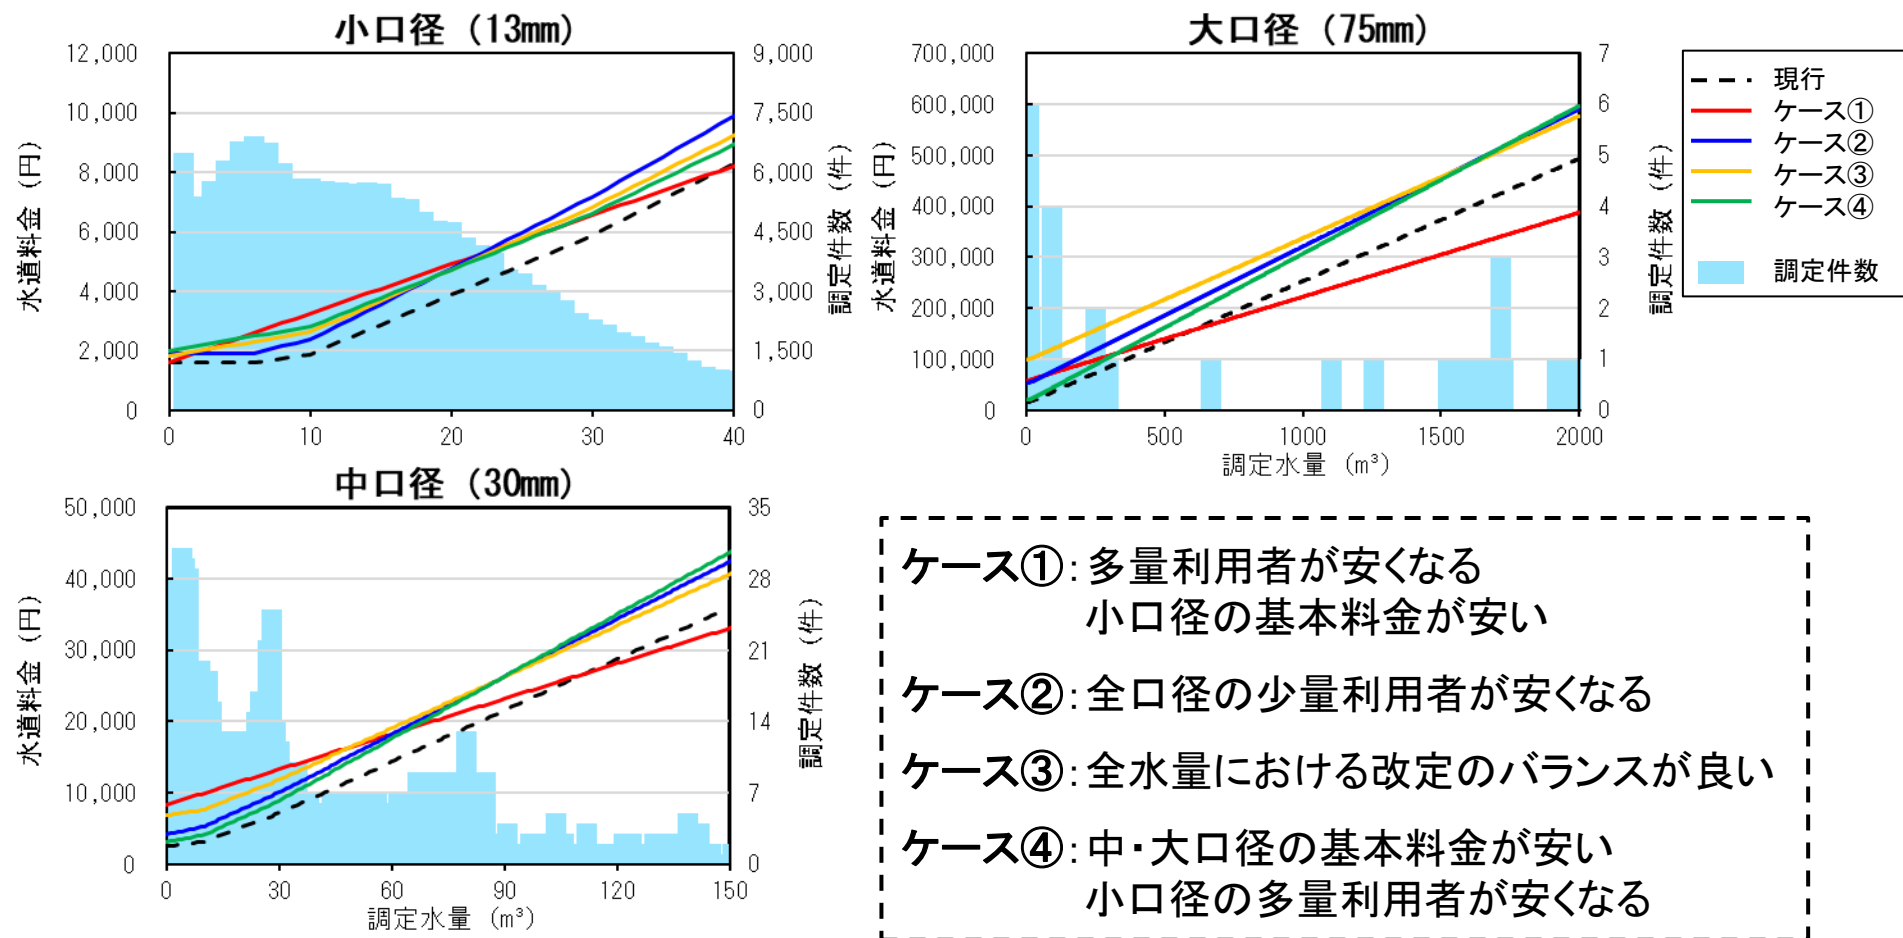 小口径 (13mm)
12,000
10,000
8,000
6,000
4,000
2,000
0
水道料金 (円)
9,000
7,500
6,000
4,500
3,000
1,500
0
調定件数 (件)
0 10 20 30 40
大口径 (75mm)
700,000
600,000
500,000
400,000
300,000
200,000
100,000
0
水道料金 (円)
7
6
5
4
3
2
1
0
調定件数 (件)
0 500 1000 1500 2000
調定水量 (m³)
現行
ケース①
ケース②
ケース③
ケース④
調定件数
中口径 (30mm)
50,000
40,000
30,000
20,000
10,000
0
水道料金 (円)
35
28
21
14
7
0
調定件数 (件)
0 30 60 90 120 150
調定水量 (m³)
ケース①:多量利用者が安くなる
小口径の基本料金が安い
ケース②:全口径の少量利用者が安くなる
ケース③:全水量における改定のバランスが良い
ケース④:中・大口径の基本料金が安い
小口径の多量利用者が安くなる